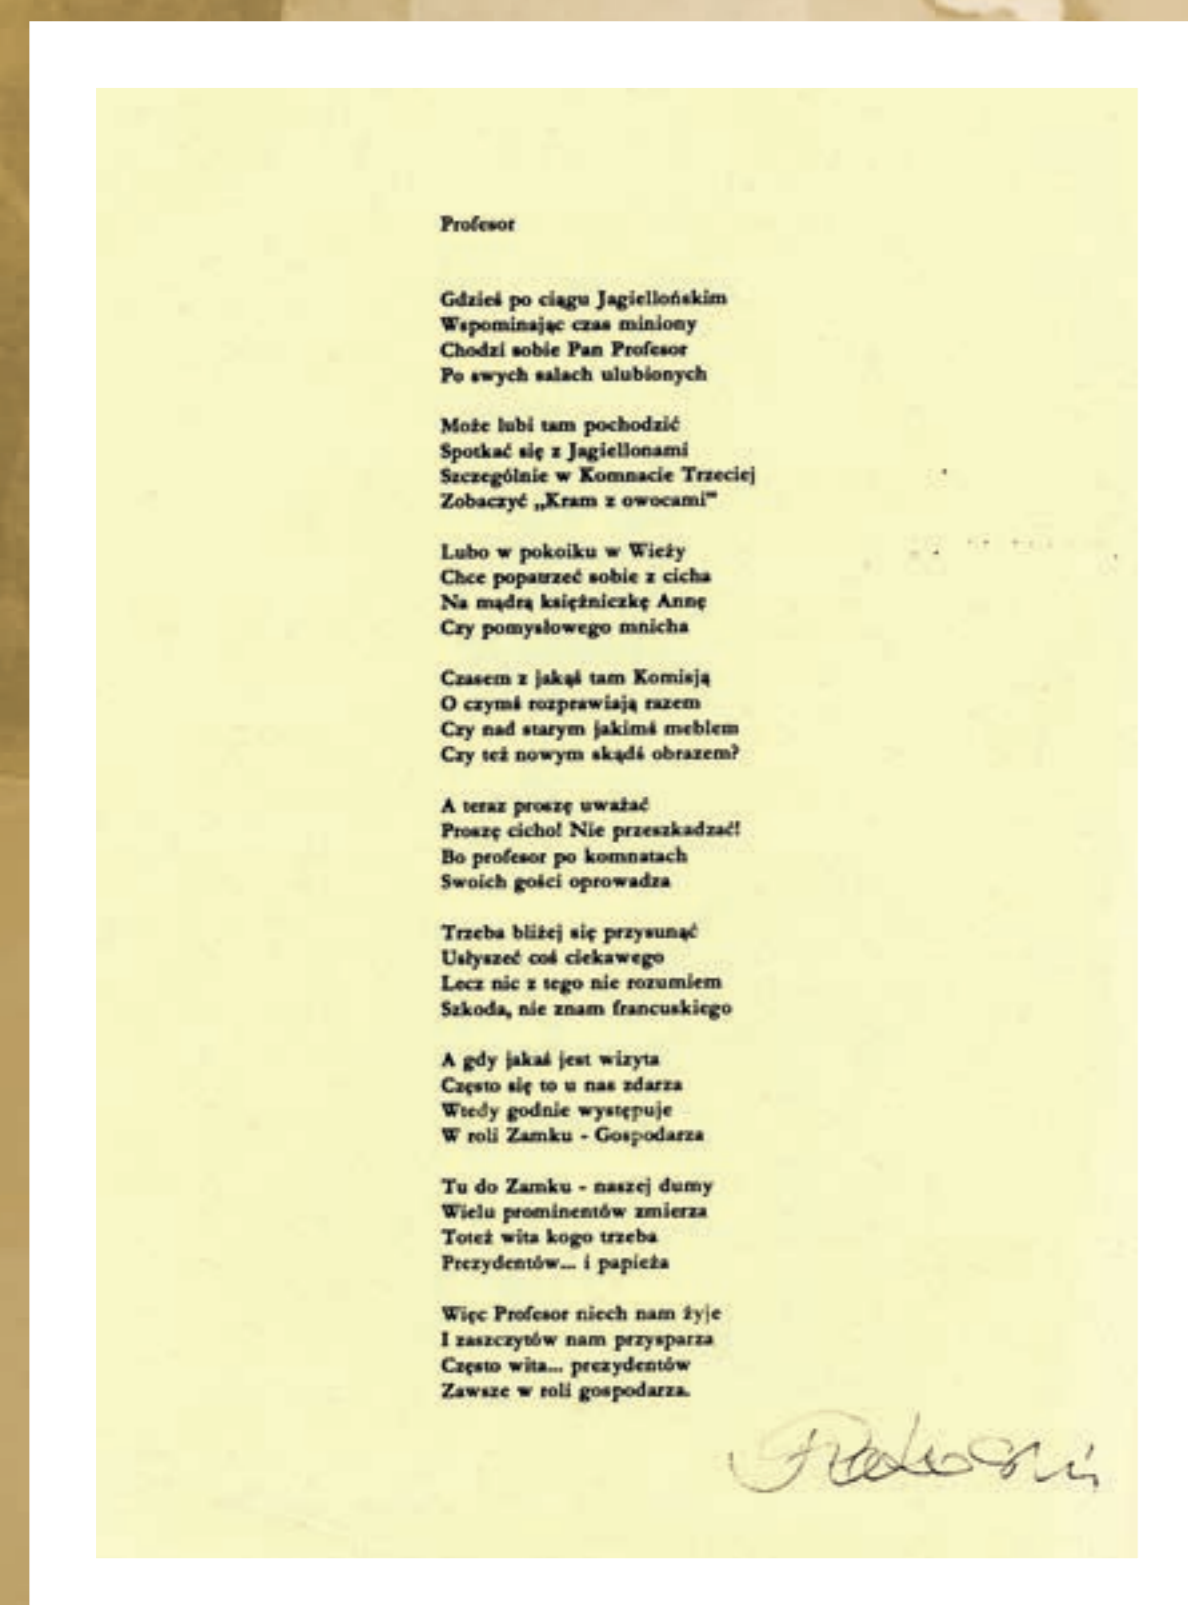 Profesor
Gdzieś po ciągu Jagiellońskim
Wspominając czas miniony
Chodzi sobie Pan Profesor
Po swych salach ulubionych
Może lubi tam pochodzić
Spotkać się z Jagiellonami
Szczególnie w Komnacie Trzeciej
Zobaczyć „Kram z owocami”
Lubo w pokoiku w Wieży
Chce popatrzeć sobie z cicha
Na mądrą księżniczkę Annę
Czy pomysłowego mnicha
Czasem z jakąś tam Komisją
O czymś rozprawiają razem
Czy nad starym jakimś meblem
Czy też nowym skądś obrazem?
A teraz proszę uważać
Proszę cicho! Nie przeszkadzać!
Bo profesor po komnatach
Swoich gości oprowadza
Trzeba bliżej się przysunąć
Usłyszeć coś ciekawego
Lecz nic z tego nie rozumiem
Szkoda, nie znam francuskiego
A gdy jakaś jest wizyta
Często się to u nas zdarza
Wtedy godnie występuje
W roli Zamku - Gospodarza
Tu do Zamku - naszej dumy
Wielu prominentów zmierza
Toteż wita kogo trzeba
Prezydentów... i papieża
Więc Profesor niech nam żyje
I zaszczytów nam przysparza
Często wita... prezydentów
Zawsze w roli gospodarza.